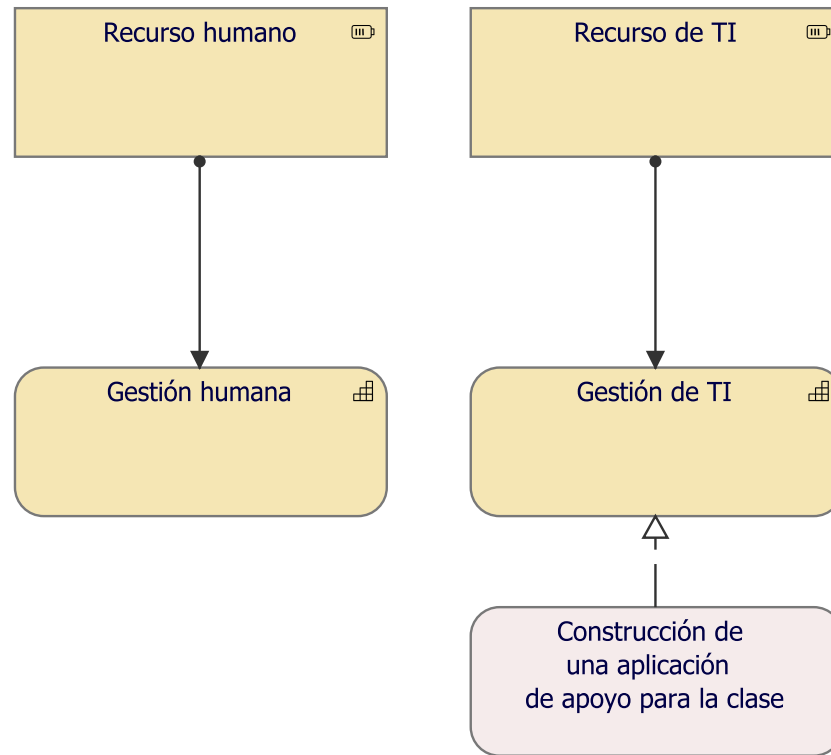 Recurso humano
Recurso de TI
Gestión humana
Gestión de TI
Construcción de
una aplicación
de apoyo para la clase